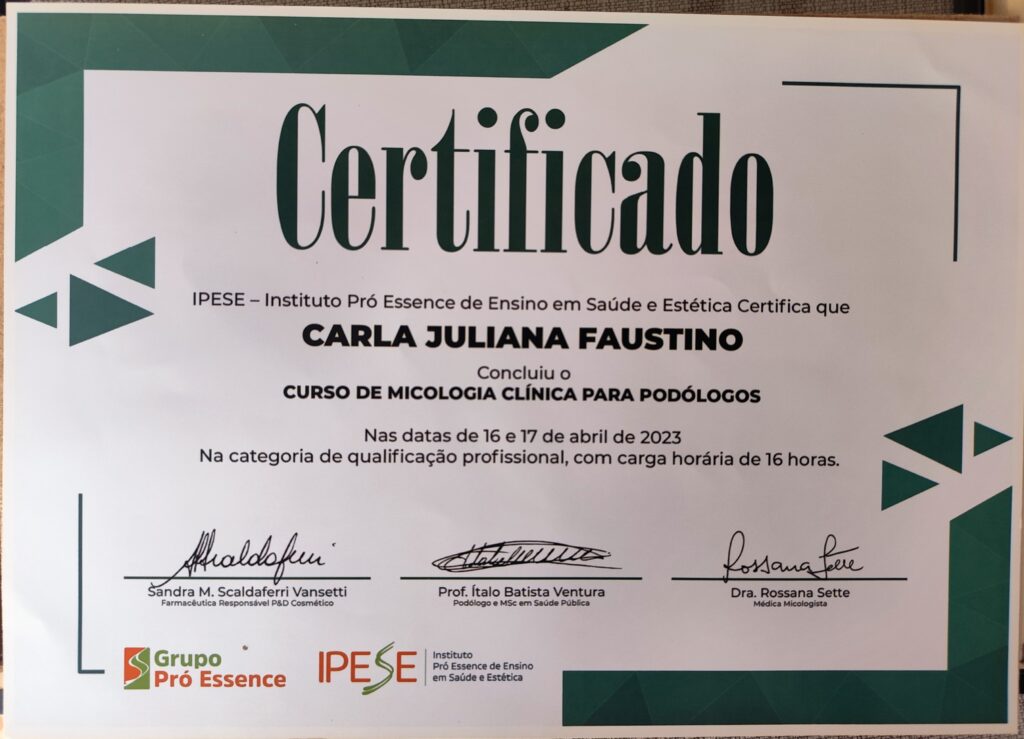 Certificado
IPESE – Instituto Pró Essence de Ensino em Saúde e Estética Certifica que
CARLA JULIANA FAUSTINO
Concluiu o
CURSO DE MICOLOGIA CLÍNICA PARA PODÓLOGOS
Nas datas de 16 e 17 de abril de 2023
Na categoria de qualificação profissional, com carga horária de 16 horas.
Rossana Sette
Sandra M. Scaldaferri Vansetti
Farmacêutica Responsável P&D Cosmético
Prof. Ítalo Batista Ventura
Podólogo e MSc em Saúde Pública
Dra. Rossana Sette
Médica Micologista
Grupo
Pró Essence
IPESE
Instituto
Pró Essence de Ensino
em Saúde e Estética